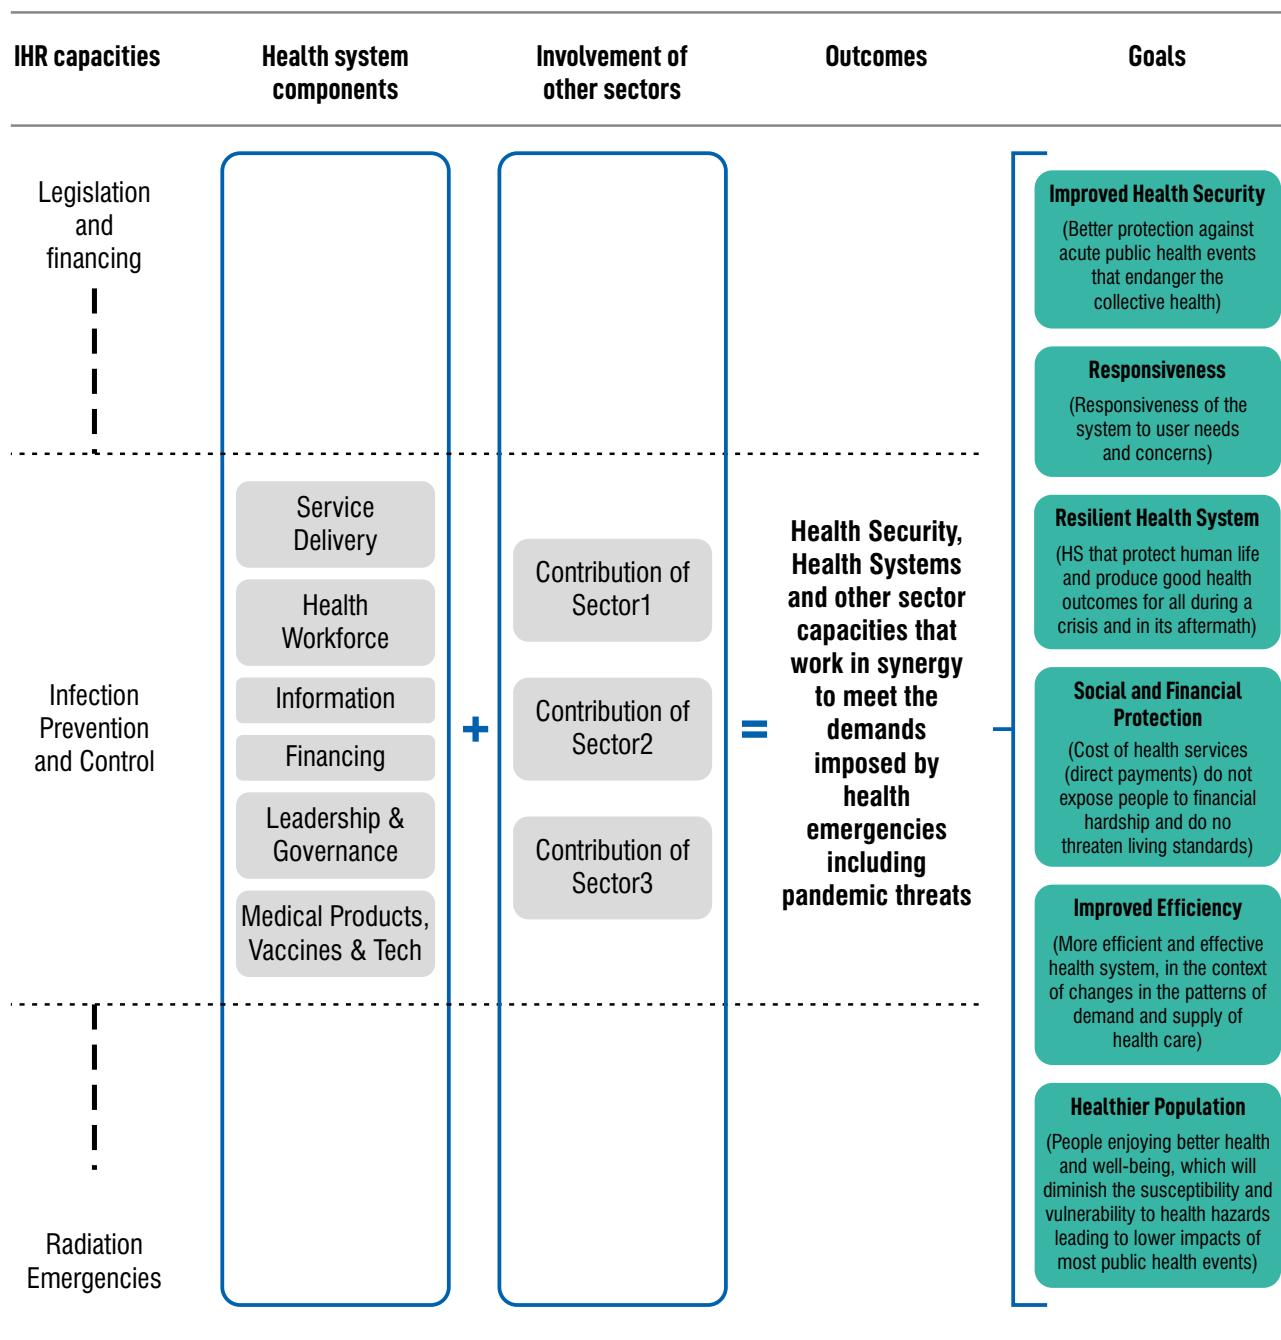 IHR capacities
Health system
components
Involvement of
other sectors
Outcomes
Goals
Legislation
and
financing
Infection
Prevention
and Control
Radiation
Emergencies
Service
Delivery
Health
Workforce
Information
Financing
Leadership &
Governance
Medical Products,
Vaccines & Tech
+
Contribution of
Sector1
Contribution of
Sector2
Contribution of
Sector3
=
Health Security,
Health Systems
and other sector
capacities that
work in synergy
to meet the
demands
imposed by
health
emergencies
including
pandemic threats
Improved Health Security
(Better protection against
acute public health events
that endanger the
collective health)
Responsiveness
(Responsiveness of the
system to user needs
and concerns)
Resilient Health System
(HS that protect human life
and produce good health
outcomes for all during a
crisis and in its aftermath)
Social and Financial
Protection
(Cost of health services
(direct payments) do not
expose people to financial
hardship and do no
threaten living standards)
Improved Efficiency
(More efficient and effective
health system, in the context
of changes in the patterns of
demand and supply of
health care)
Healthier Population
(People enjoying better health
and well-being, which will
diminish the susceptibility and
vulnerability to health hazards
leading to lower impacts of
most public health events)